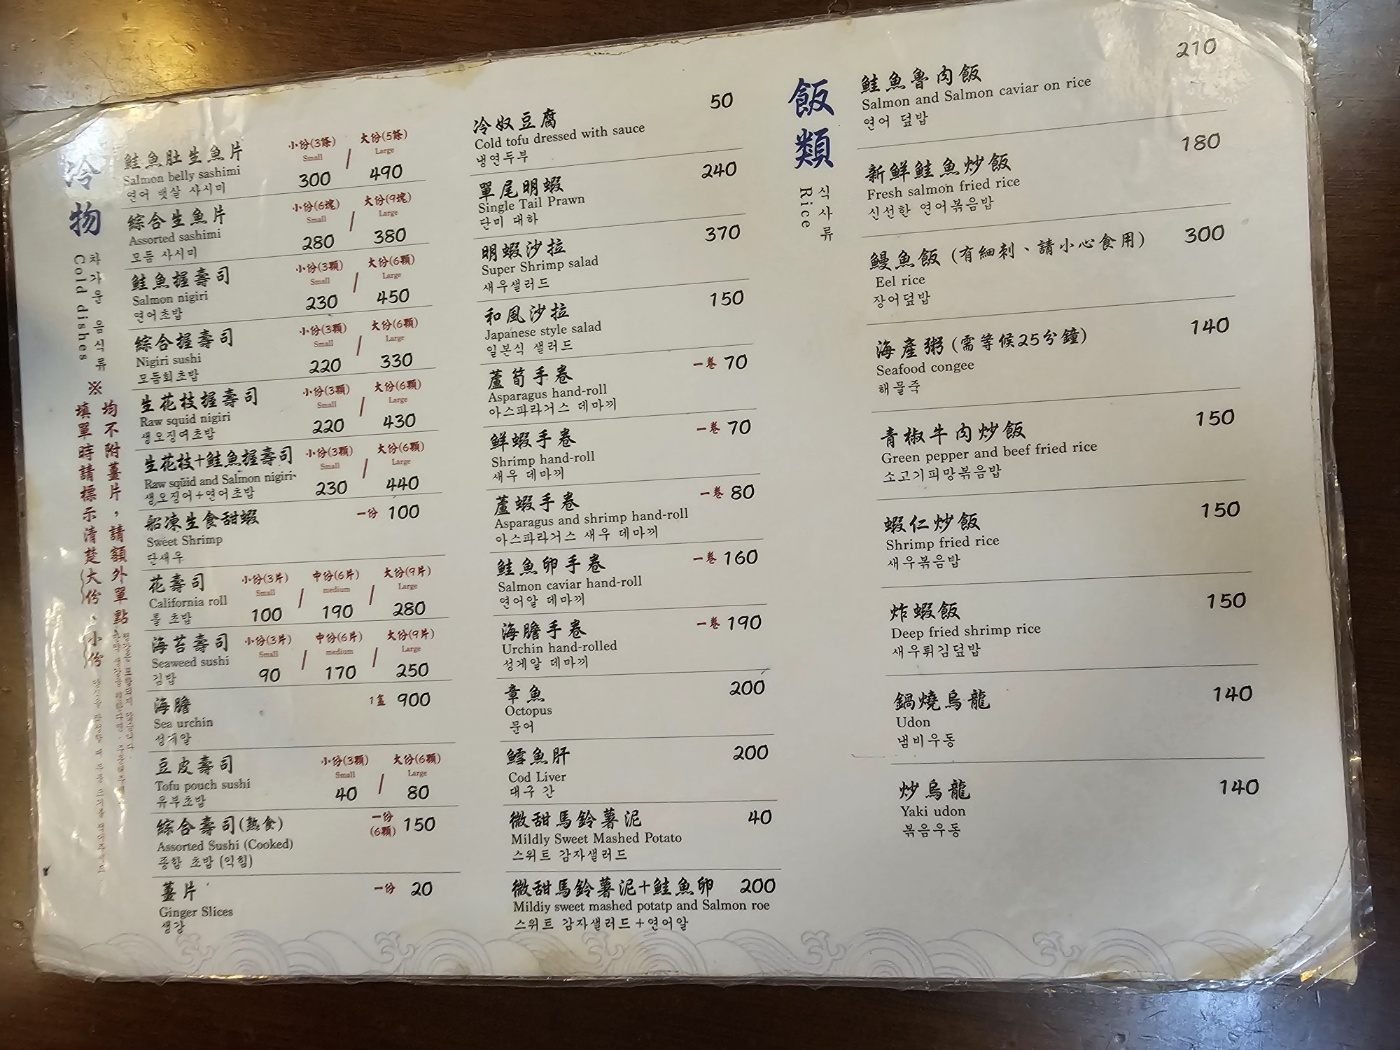 冷物
차가운 음식류
Cold dishes
※均不附薑片，請額外單點
填單時請標示清楚大份、小份
鮭魚肚生魚片 小份(3條) / 大份(5條)
Salmon belly sashimi Small Large
연어 뱃살 사시미 300 490
綜合生魚片 小份(6塊) / 大份(9塊)
Assorted sashimi Small Large
모듬 사시미 280 380
鮭魚握壽司 小份(3顆) / 大份(6顆)
Salmon nigiri Small Large
연어초밥 230 450
綜合握壽司 小份(3顆) / 大份(6顆)
Nigiri sushi Small Large
모듬회초밥 220 330
生花枝握壽司 小份(3顆) / 大份(6顆)
Raw squid nigiri Small Large
생오징어초밥 220 430
生花枝+鮭魚握壽司 小份(3顆) / 大份(6顆)
Raw squid and Salmon nigiri Small Large
생오징어+연어초밥 230 440
船凍生食甜蝦 一份 100
Sweet Shrimp
단새우
花壽司 小份(3片) / 中份(6片) / 大份(9片)
California roll Small medium Large
롤 초밥 100 190 280
海苔壽司 小份(3片) / 中份(6片) / 大份(9片)
Seaweed sushi Small medium Large
김밥 90 170 250
海膽 1盒 900
Sea urchin
성게알
豆皮壽司 小份(3顆) / 大份(6顆)
Tofu pouch sushi Small Large
유부초밥 40 80
綜合壽司(熟食) 一份(6顆) 150
Assorted Sushi (Cooked)
종합 초밥 (익힘)
薑片 一份 20
Ginger Slices
생강
冷奴豆腐 50
Cold tofu dressed with sauce
냉연두부
單尾明蝦 240
Single Tail Prawn
단미 대하
明蝦沙拉 370
Super Shrimp salad
새우샐러드
和風沙拉 150
Japanese style salad
일본식 샐러드
蘆筍手卷 一卷 70
Asparagus hand-roll
아스파라거스 데마끼
鮮蝦手卷 一卷 70
Shrimp hand-roll
새우 데마끼
蘆蝦手卷 一卷 80
Asparagus and shrimp hand-roll
아스파라거스 새우 데마끼
鮭魚卵手卷 一卷 160
Salmon caviar hand-roll
연어알 데마끼
海膽手卷 一卷 190
Urchin hand-rolled
성게알 데마끼
章魚 200
Octopus
문어
鱈魚肝 200
Cod Liver
대구 간
微甜馬鈴薯泥 40
Mildly Sweet Mashed Potato
스위트 감자샐러드
微甜馬鈴薯泥+鮭魚卵 200
Mildiy sweet mashed potatp and Salmon roe
스위트 감자샐러드+연어알
飯類
식사류
Rice
鮭魚魯肉飯 210
Salmon and Salmon caviar on rice
연어 덮밥
新鮮鮭魚炒飯 180
Fresh salmon fried rice
신선한 연어볶음밥
鰻魚飯(有細刺、請小心食用) 300
Eel rice
장어덮밥
海產粥(需等候25分鐘) 140
Seafood congee
해물죽
青椒牛肉炒飯 150
Green pepper and beef fried rice
소고기피망볶음밥
蝦仁炒飯 150
Shrimp fried rice
새우볶음밥
炸蝦飯 150
Deep fried shrimp rice
새우튀김덮밥
鍋燒烏龍 140
Udon
냄비우동
炒烏龍 140
Yaki udon
볶음우동